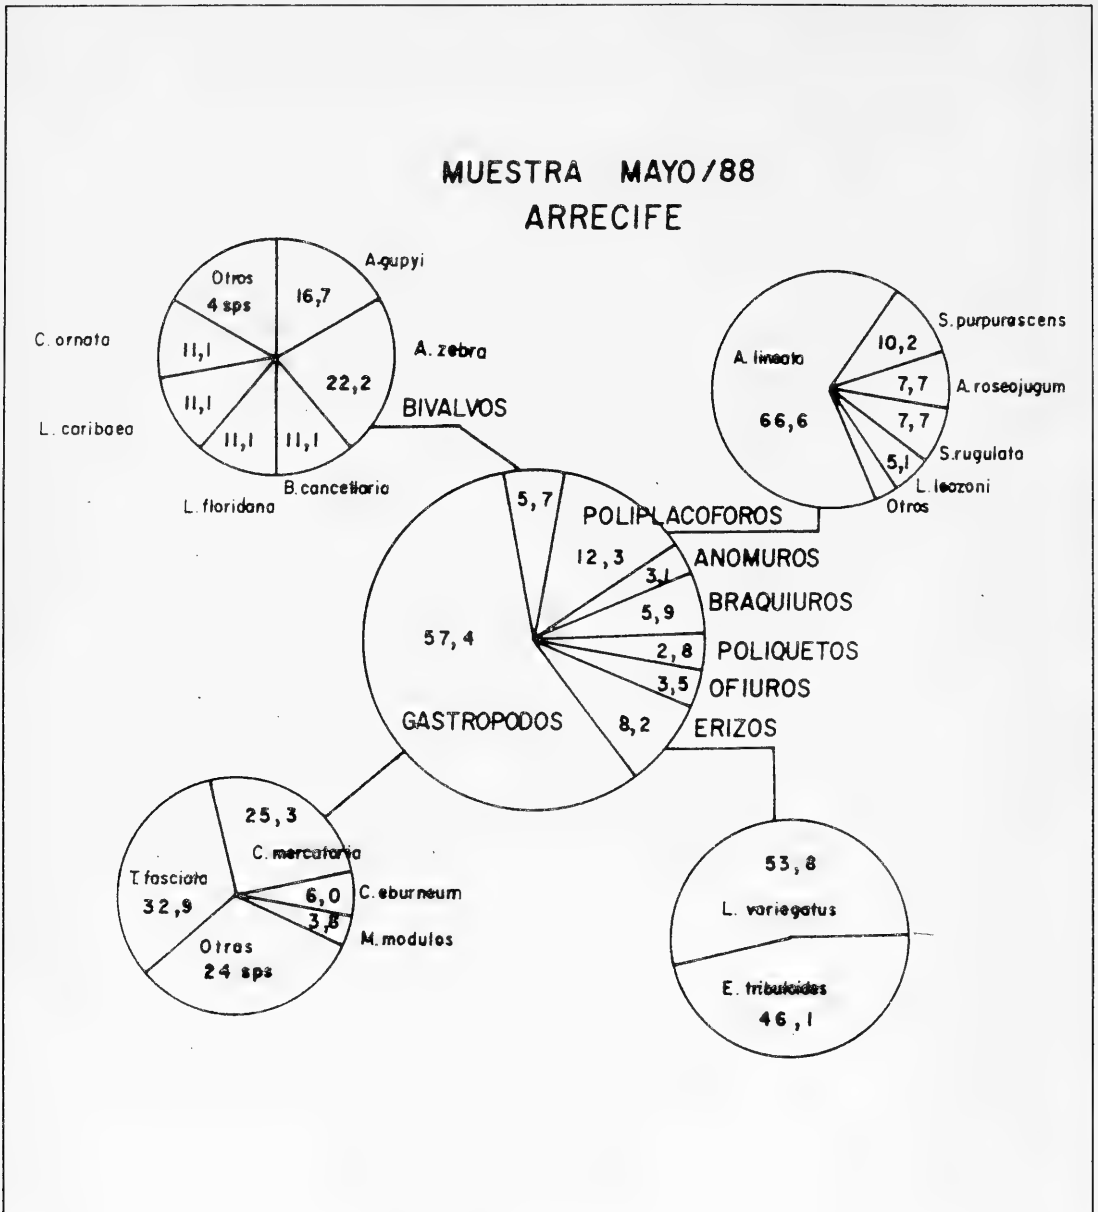 MUESTRA MAYO/88
ARRECIFE
Otros
4 sps
A.gupyi
16,7
A. zebra
22,2
C. ornata
11,1
L. caribaea
11,1
L. floridana
11,1
B. cancellaria
11,1
BIVALVOS
A. lineata
66,6
S. purpurascens
10,2
A. roseojugum
7,7
S. rugulata
7,7
L. liozoni
5,1
Otros
5,7
POLIPLACOFOROS
12,3
ANOMUROS
3,1
BRAQUIUROS
5,9
POLIQUETOS
2,8
OFIUROS
3,5
ERIZOS
8,2
57,4
GASTROPODOS
25,3
C. mercatoria
T. fasciata
32,9
C. eburneum
6,0
M. modulos
3,8
Otras
24 sps
53,8
L. variegatus
E. tribuloides
46,1